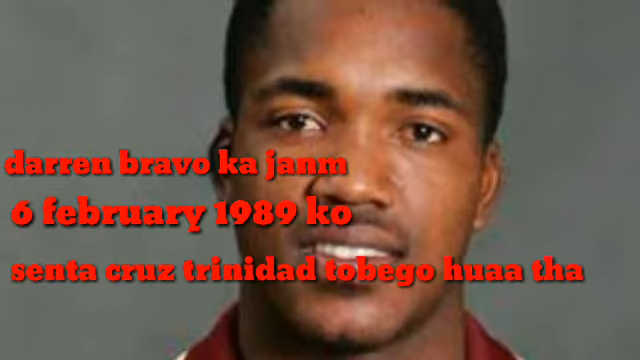 darren bravo ka janm
6 february 1989 ko
senta cruz trinidad tobego huaa tha